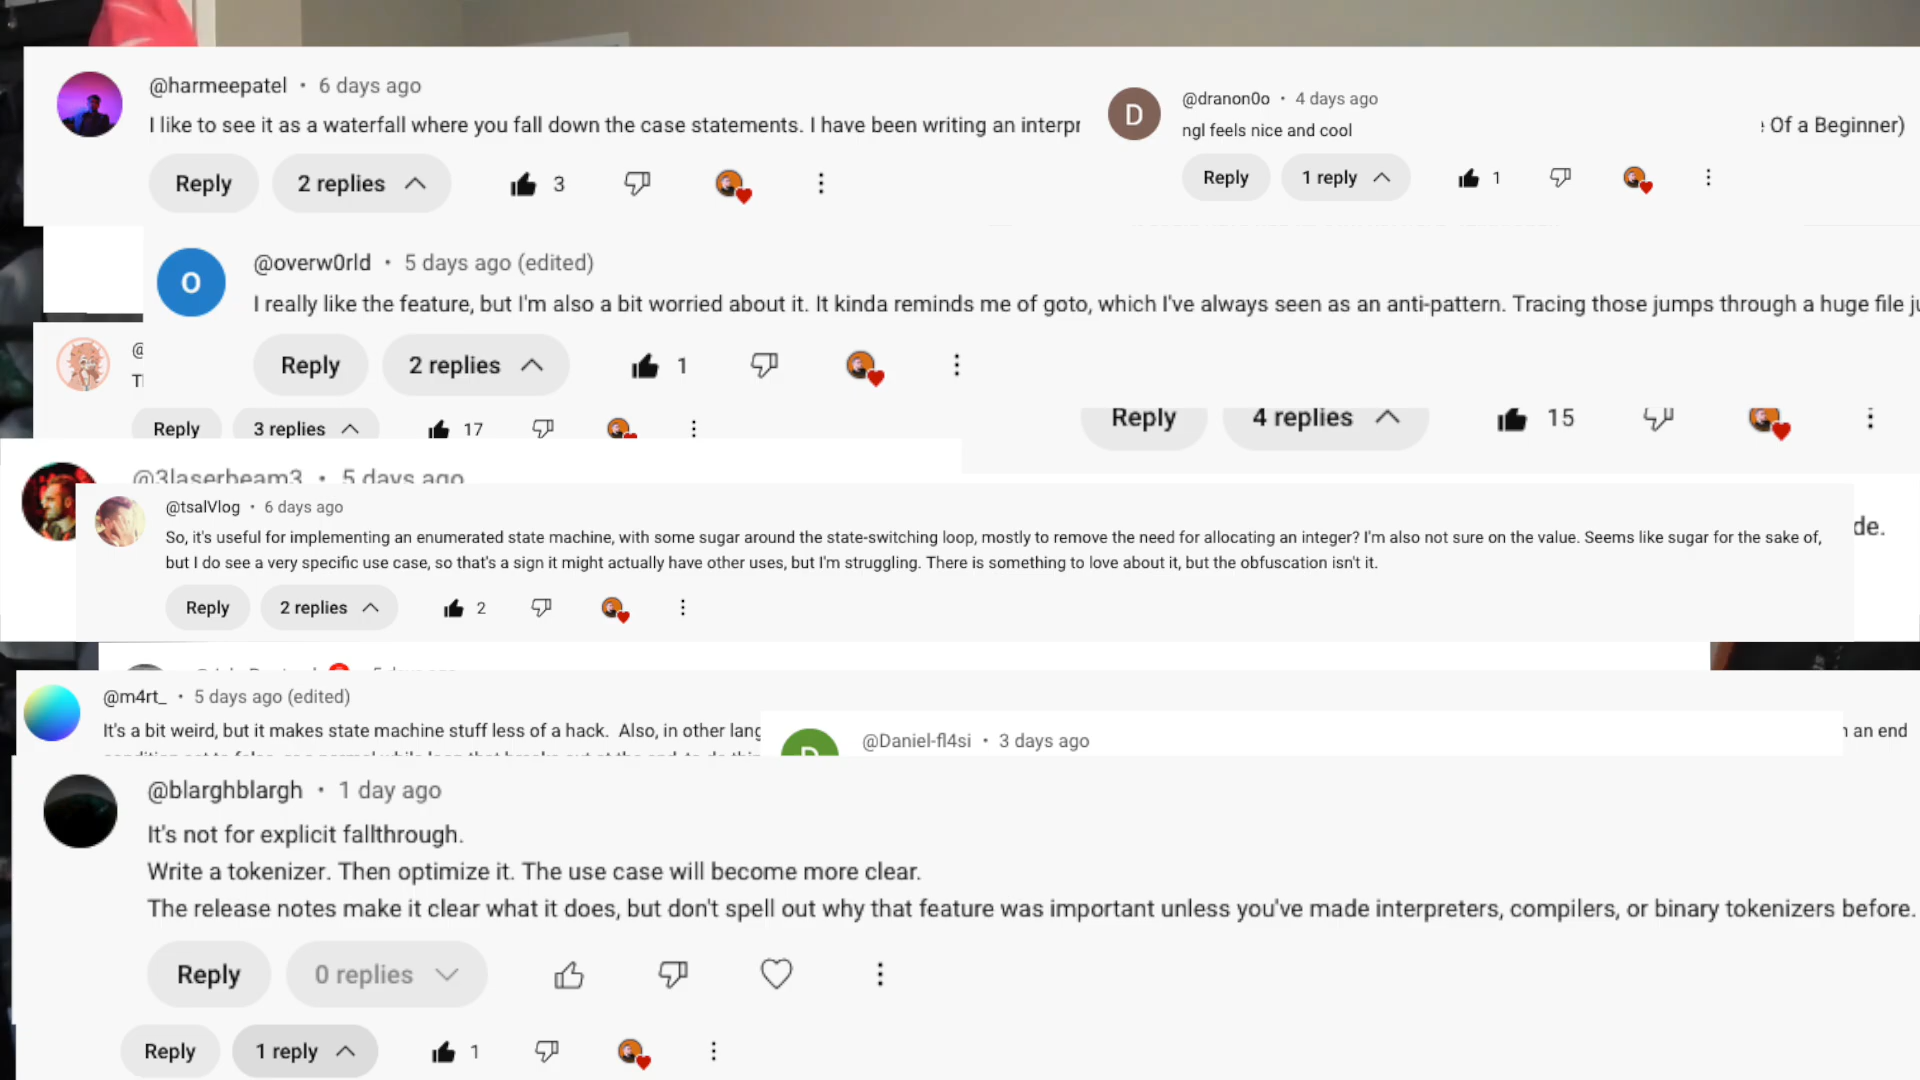 @harmeepatel • 6 days ago
I like to see it as a waterfall where you fall down the case statements. I have been writing an interpr
Reply 2 replies 3
@dranon0o • 4 days ago
ngl feels nice and cool
Of a Beginner)
Reply 1 reply 1
@overw0rld • 5 days ago (edited)
I really like the feature, but I'm also a bit worried about it. It kinda reminds me of goto, which I've always seen as an anti-pattern. Tracing those jumps through a huge file
Reply 2 replies 1
@
Reply 3 replies 17
Reply 4 replies 15
@3laserbeam3 • 5 days ago
de.
@tsalVlog • 6 days ago
So, it's useful for implementing an enumerated state machine, with some sugar around the state-switching loop, mostly to remove the need for allocating an integer? I'm also not sure on the value. Seems like sugar for the sake of,
but I do see a very specific use case, so that's a sign it might actually have other uses, but I'm struggling. There is something to love about it, but the obfuscation isn't it.
Reply 2 replies 2
@m4rt_ • 5 days ago (edited)
It's a bit weird, but it makes state machine stuff less of a hack. Also, in other lang
an end
@Daniel-fl4si • 3 days ago
@blarghblargh • 1 day ago
It's not for explicit fallthrough.
Write a tokenizer. Then optimize it. The use case will become more clear.
The release notes make it clear what it does, but don't spell out why that feature was important unless you've made interpreters, compilers, or binary tokenizers before.
Reply 0 replies
Reply 1 reply 1